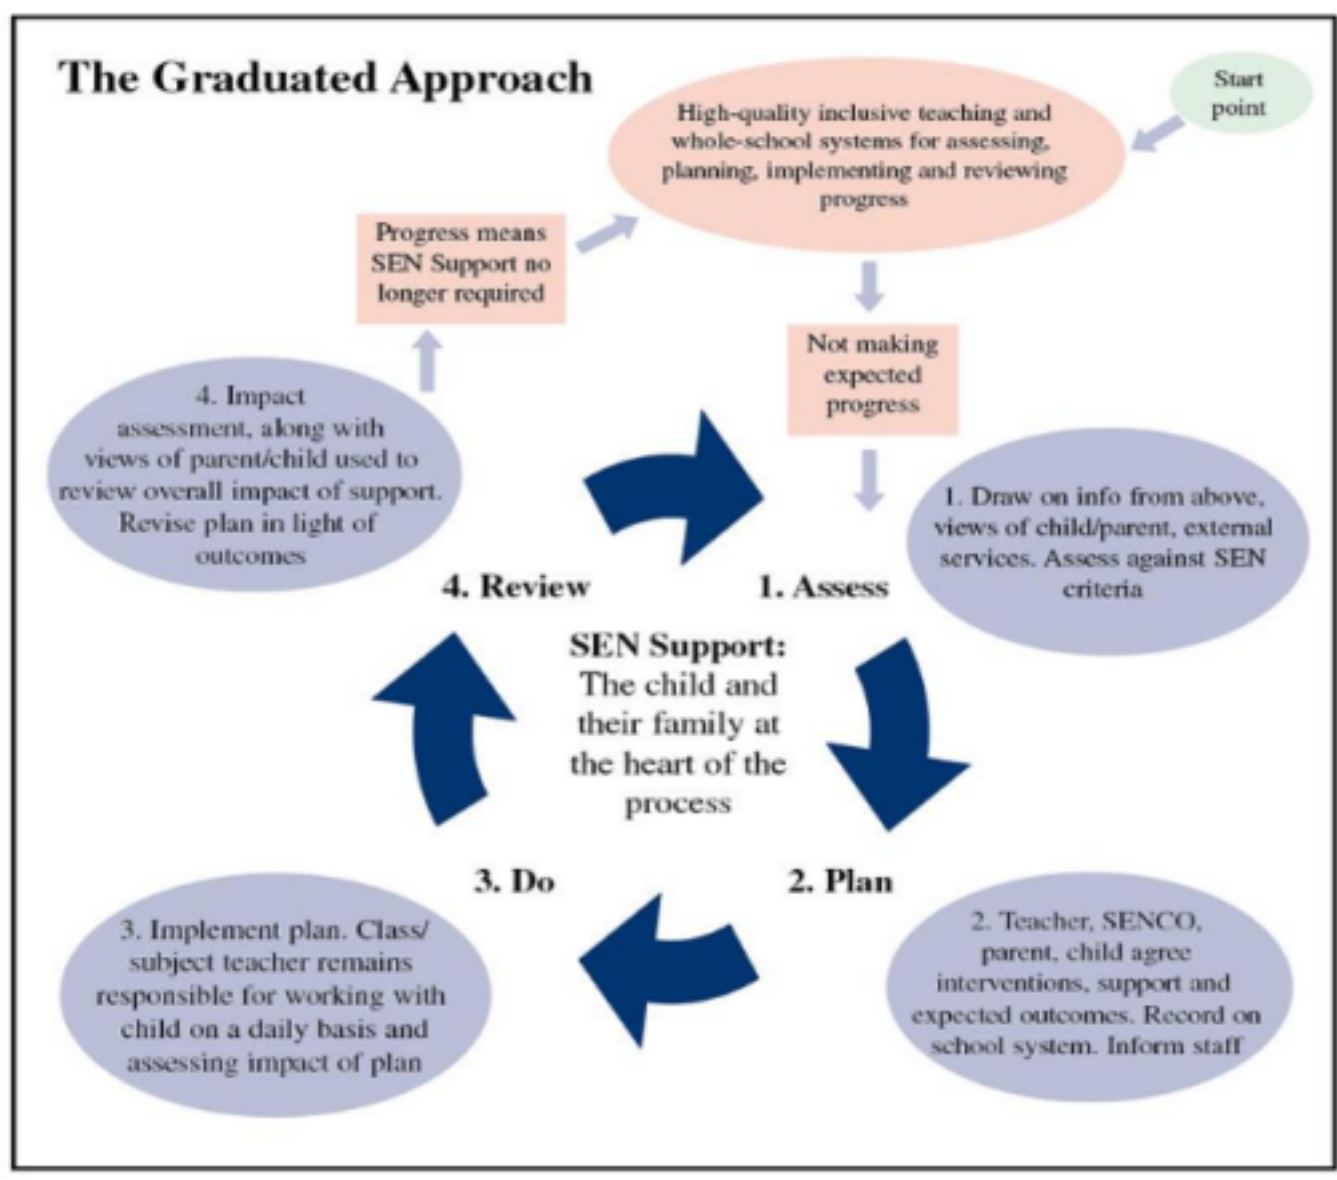 The Graduated Approach
Start
point
High-quality inclusive teaching and
whole-school systems for assessing,
planning, implementing and reviewing
progress
Progress means
SEN Support no
longer required
Not making
expected
progress
4. Impact
assessment, along with
views of parent/child used to
review overall impact of support.
Revise plan in light of
outcomes
1. Draw on info from above,
views of child/parent, external
services. Assess against SEN
criteria
4. Review
1. Assess
SEN Support:
The child and
their family at
the heart of the
process
3. Do
2. Plan
3. Implement plan. Class/
subject teacher remains
responsible for working with
child on a daily basis and
assessing impact of plan
2. Teacher, SENCO,
parent, child agree
interventions, support and
expected outcomes. Record on
school system. Inform staff